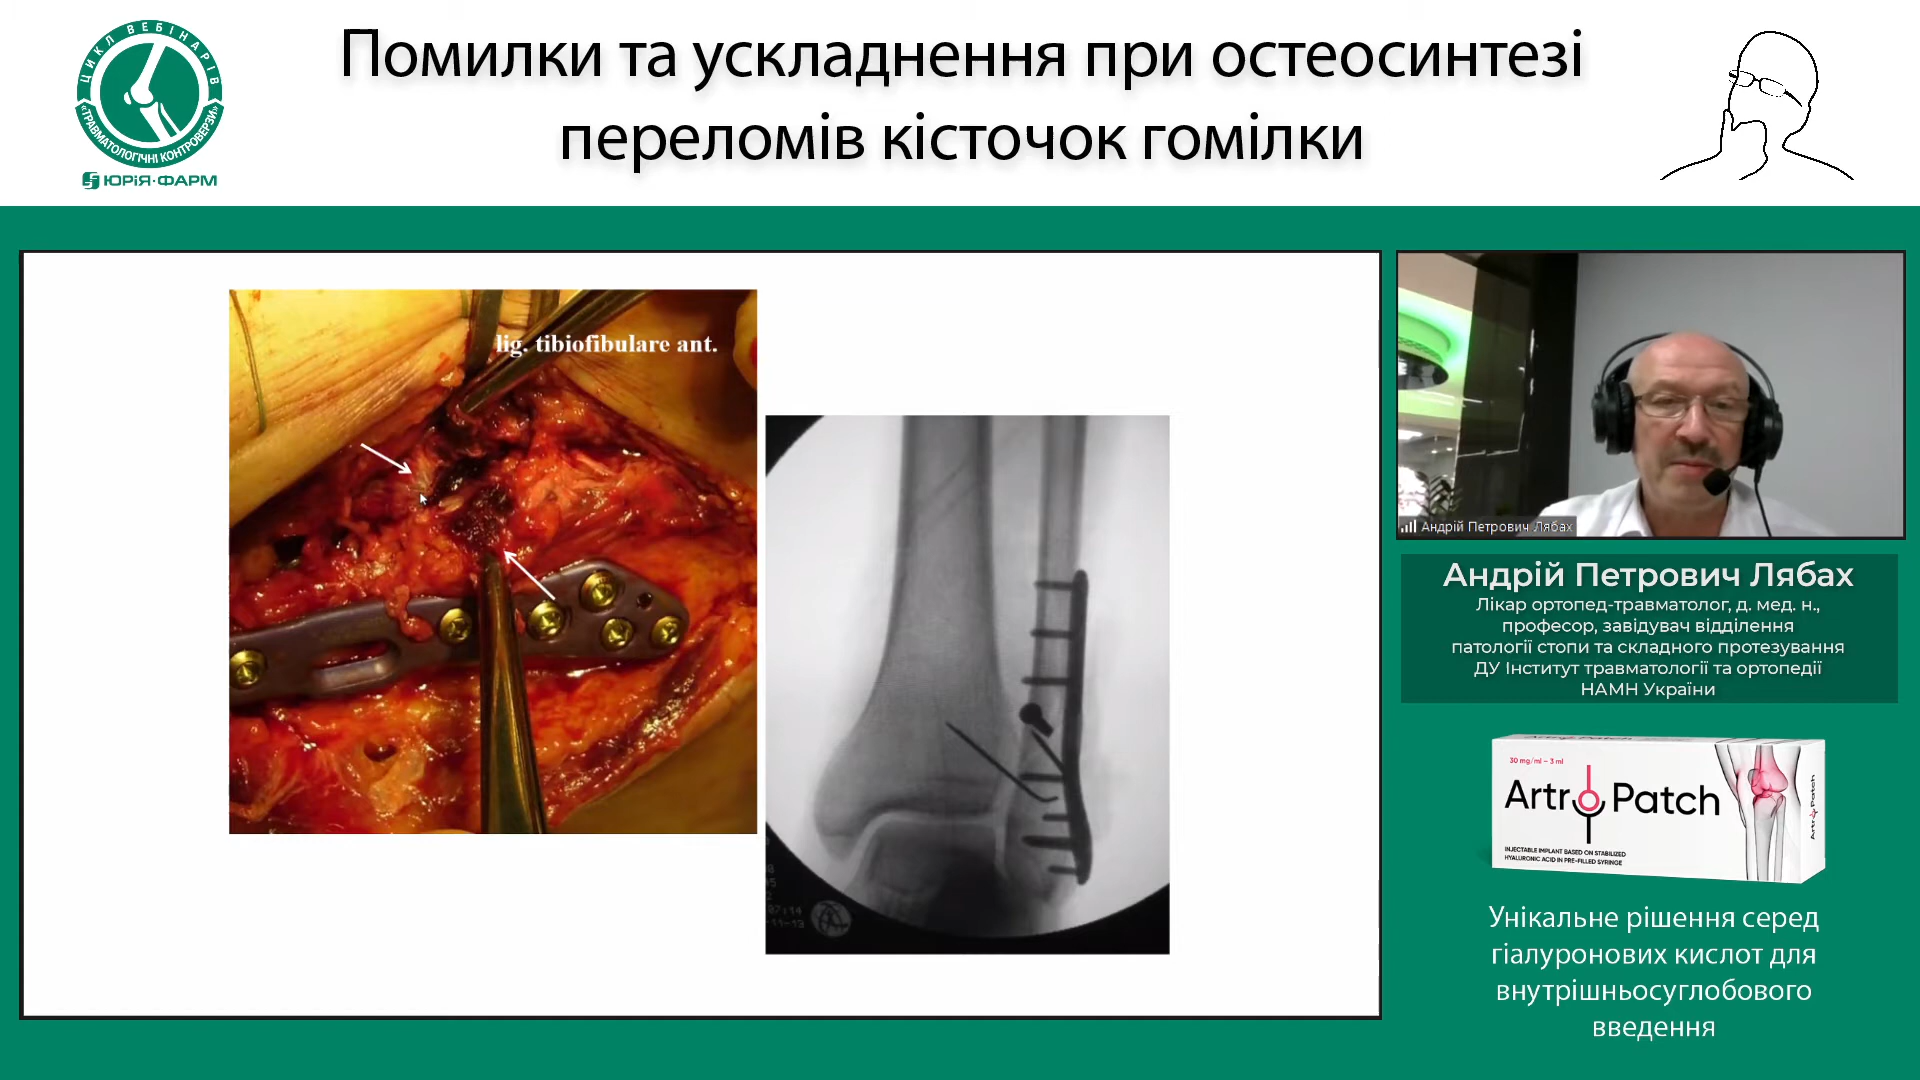 Помилки та ускладнення при остеосинтезі
переломів кісточок гомілки
ЦИКЛ ВЕБІНАРІВ
«ТРАВМАТОЛОГІЧНІ КОНТРОВЕРЗИ»
ЮРіЯ·ФАРМ
lig. tibiofibulare ant.
Андрій Петрович Лябах
Андрій Петрович Лябах
Лікар ортопед-травматолог, д. мед. н.,
професор, завідувач відділення
патології стопи та складного протезування
ДУ Інститут травматології та ортопедії
НАМН України
30 mg/ml – 3 ml
Artro Patch
INJECTABLE IMPLANT BASED ON STABILIZED
HYALURONIC ACID IN PRE-FILLED SYRINGE
Artro Patch
Унікальне рішення серед
гіалуронових кислот для
внутрішньосуглобового
введення